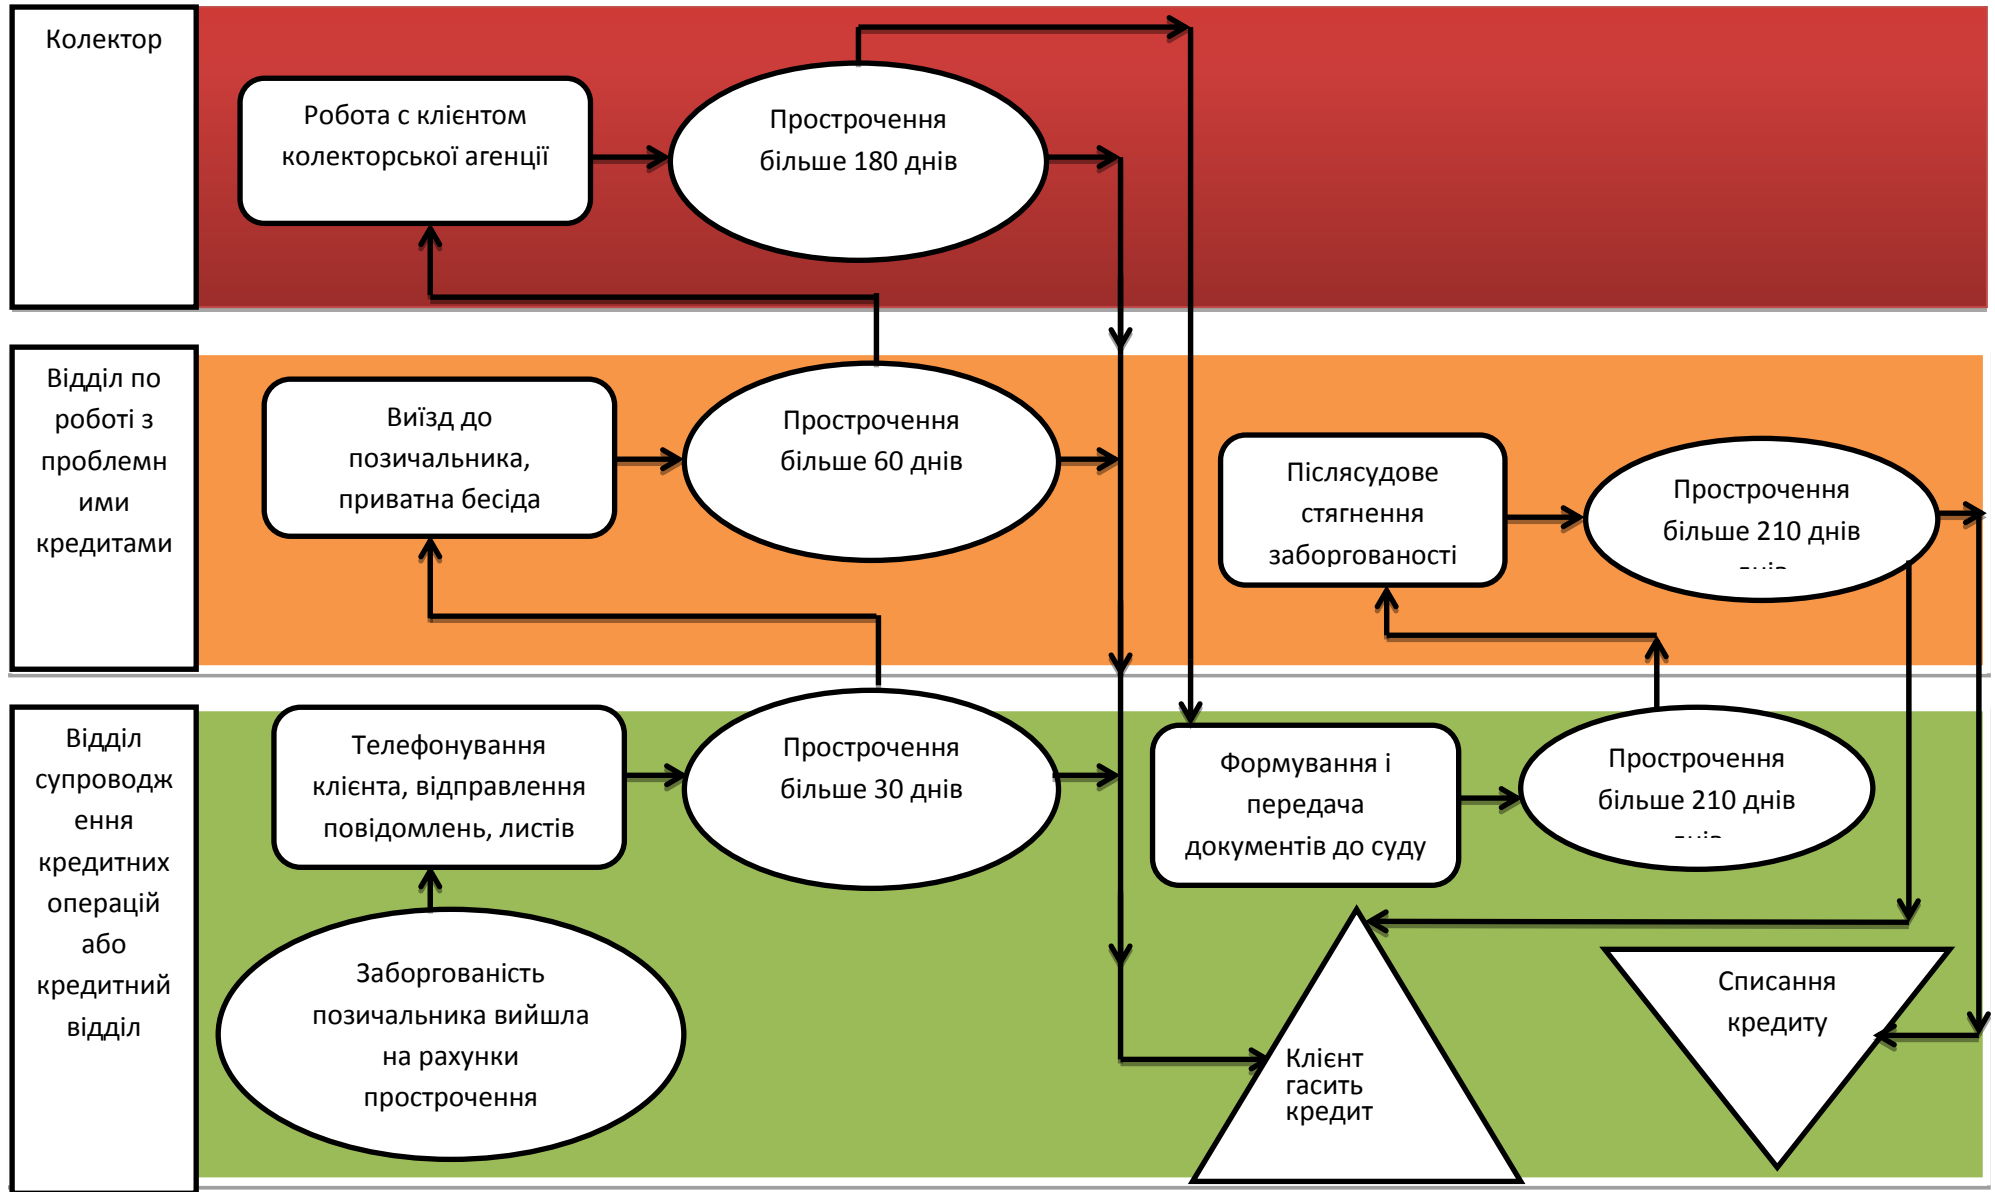 Колектор
Робота с клієнтом
колекторської агенції
Прострочення
більше 180 днів
Відділ по
роботі з
проблемн
ими
кредитами
Виїзд до
позичальника,
приватна бесіда
Прострочення
більше 60 днів
Післясудове
стягнення
заборгованості
Прострочення
більше 210 днів
Відділ
супроводж
ення
кредитних
операцій
або
кредитний
відділ
Телефонування
клієнта, відправлення
повідомлень, листів
Прострочення
більше 30 днів
Формування і
передача
документів до суду
Прострочення
більше 210 днів
Заборгованість
позичальника вийшла
на рахунки
прострочення
Клієнт
гасить
кредит
Списання
кредиту